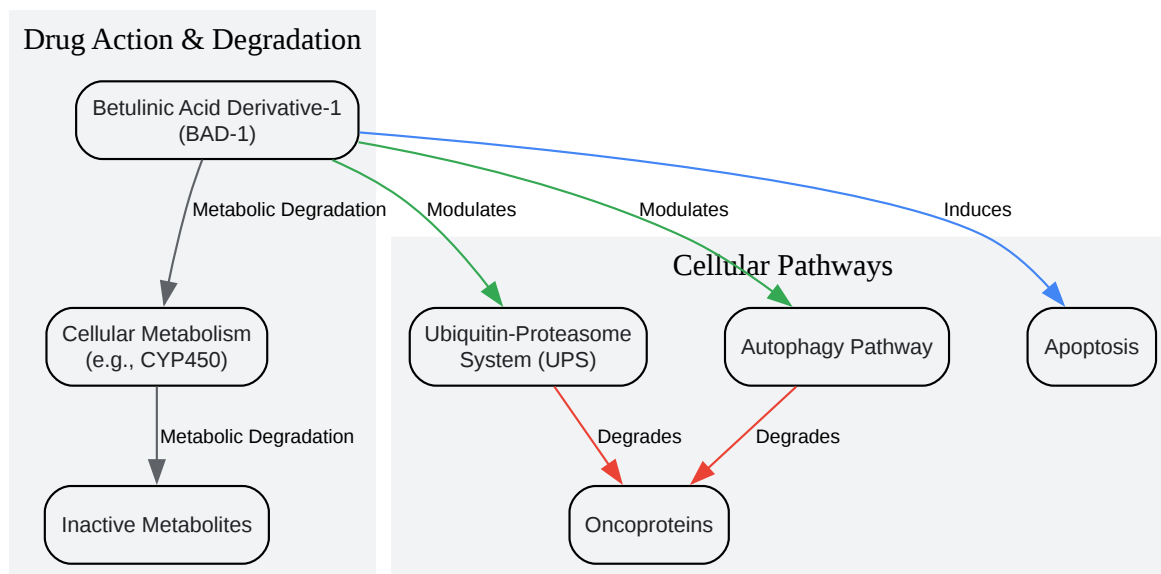 Drug Action & Degradation
Betulinic Acid Derivative-1
(BAD-1)
Metabolic Degradation
Modulates
Modulates
Induces
Cellular Pathways
Cellular Metabolism
(e.g., CYP450)
Ubiquitin-Proteasome
System (UPS)
Autophagy Pathway
Apoptosis
Metabolic Degradation
Degrades
Degrades
Inactive Metabolites
Oncoproteins